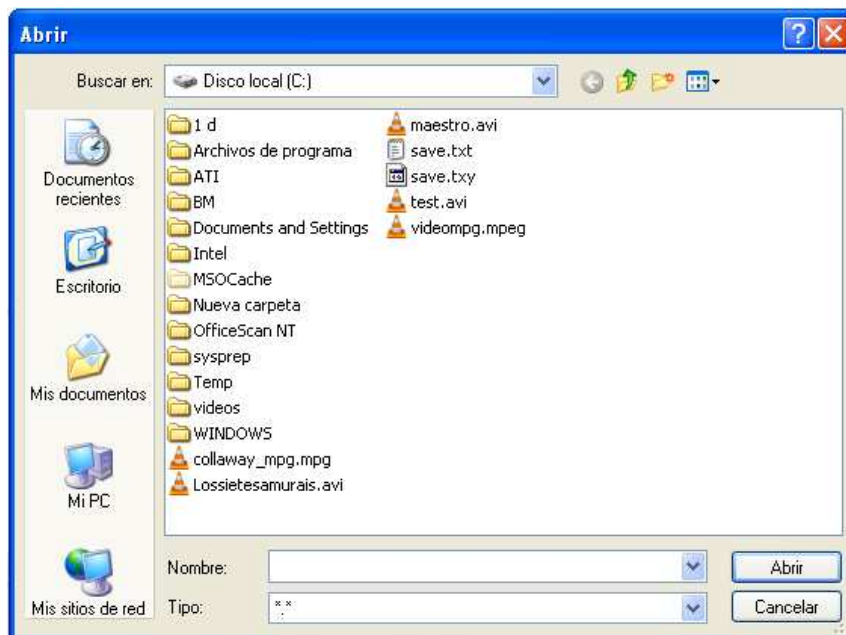 Abrir
Buscar en:
Disco local (C:)
Documentos
recientes
Escritorio
Mis documentos
Mi PC
Mis sitios de red
1 d
Archivos de programa
ATI
BM
Documents and Settings
Intel
MSOCache
Nueva carpeta
OfficeScan NT
sysprep
Temp
videos
WINDOWS
collaway_mpg.mpg
Lossietesamurais.avi
maestro.avi
save.txt
save.txy
test.avi
videompg.mpeg
Nombre:
Abrir
Tipo:
*.*
Cancelar